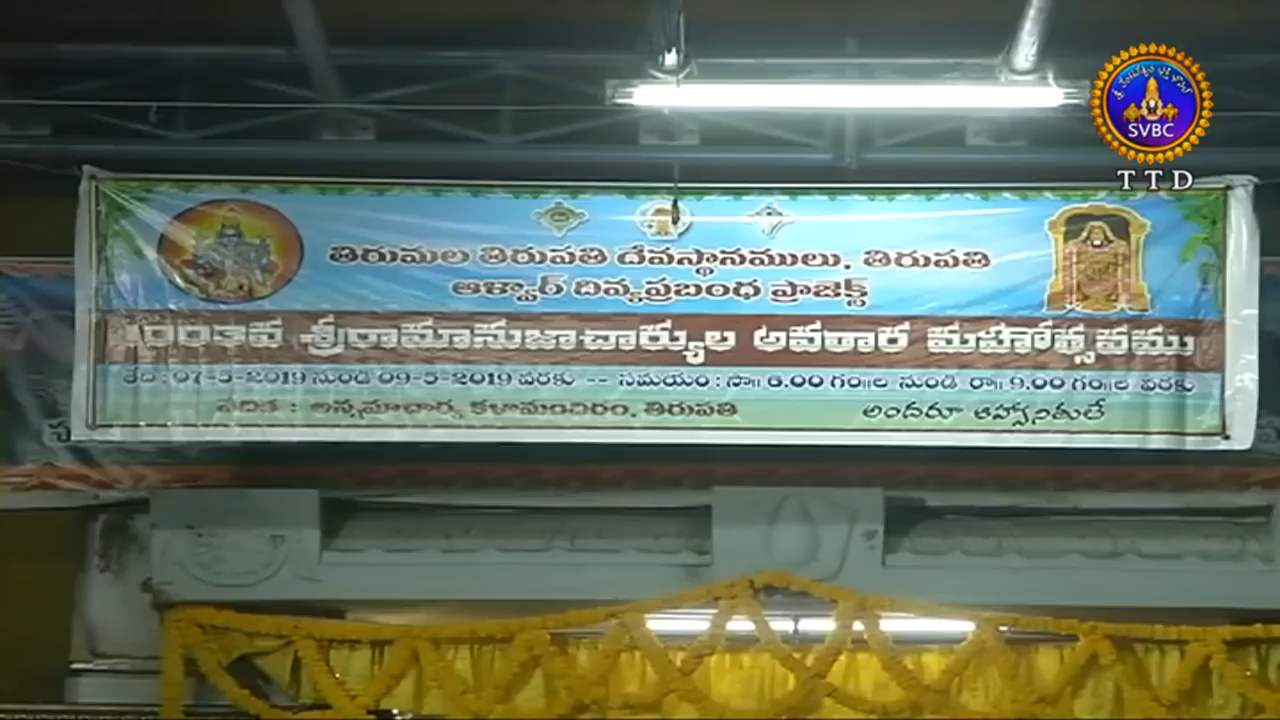 తిరుమల తిరుపతి దేవస్థానములు, తిరుపతి
ఆళ్వార్ దివ్యప్రబంధ ప్రాజెక్ట్
శ్రీరామానుజాచార్యుల అవతార మహోత్సవము
తేది : 07-5-2019 నుండి 09-5-2019 వరకు -- సమయం : సా॥ 6.00 గం॥ల నుండి రా॥ 9.00 గం॥ల వరకు
వేదిక : అన్నమాచార్య కళామందిరం, తిరుపతి అందరూ ఆహ్వానితులే
SVBC
TTD